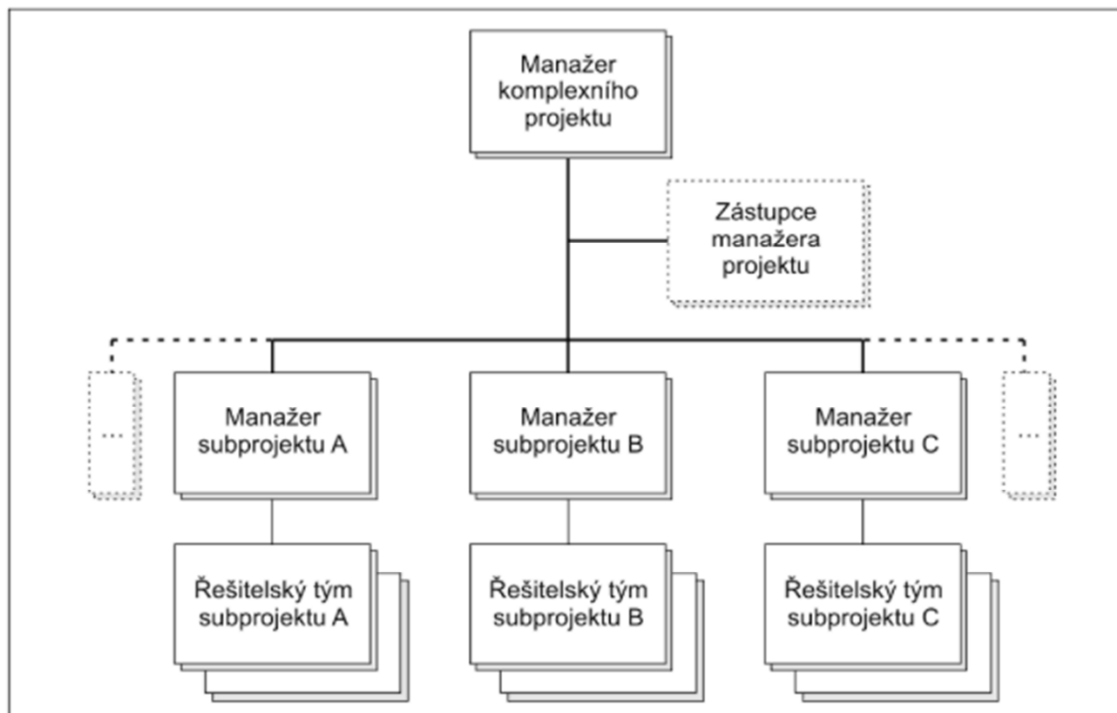 Manažer
komplexního
projektu
Zástupce
manažera
projektu
...
Manažer
subprojektu A
Manažer
subprojektu B
Manažer
subprojektu C
...
Řešitelský tým
subprojektu A
Řešitelský tým
subprojektu B
Řešitelský tým
subprojektu C